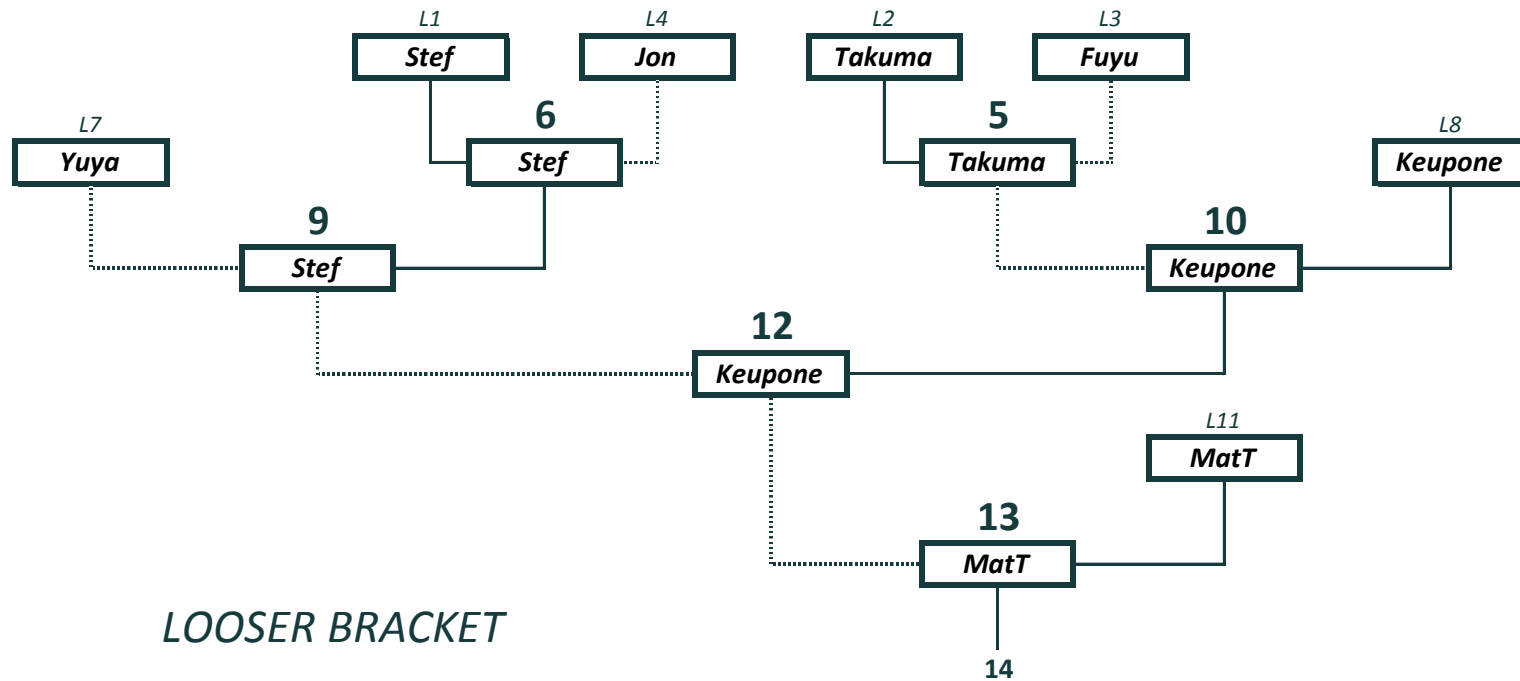 L1 L4 L2 L3
Stef Jon Takuma Fuyu
6 5
L7 L8
Yuya Stef Takuma Keupone
9 10
Stef Keupone
12
Keupone
L11
MatT
13
MatT
LOOSER BRACKET
14